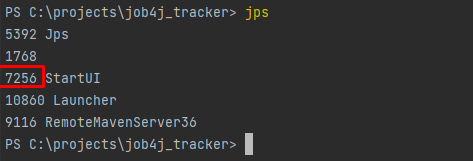 PS C:\projects\job4j_tracker> jps
5392 Jps
1768
7256 StartUI
10860 Launcher
9116 RemoteMavenServer36
PS C:\projects\job4j_tracker>